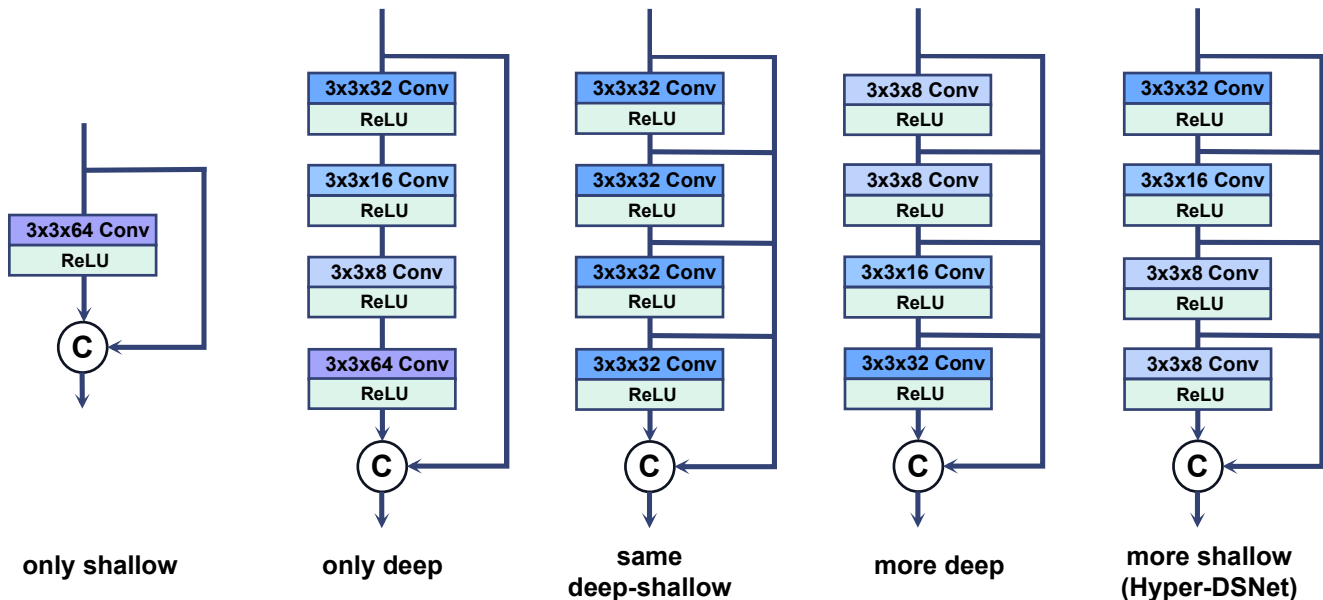 3x3x64 Conv
ReLU
C
only shallow
3x3x32 Conv
ReLU
3x3x16 Conv
ReLU
3x3x8 Conv
ReLU
3x3x64 Conv
ReLU
C
only deep
3x3x32 Conv
ReLU
3x3x32 Conv
ReLU
3x3x32 Conv
ReLU
3x3x32 Conv
ReLU
C
same
deep-shallow
3x3x8 Conv
ReLU
3x3x8 Conv
ReLU
3x3x16 Conv
ReLU
3x3x32 Conv
ReLU
C
more deep
3x3x32 Conv
ReLU
3x3x16 Conv
ReLU
3x3x8 Conv
ReLU
3x3x8 Conv
ReLU
C
more shallow
(Hyper-DSNet)